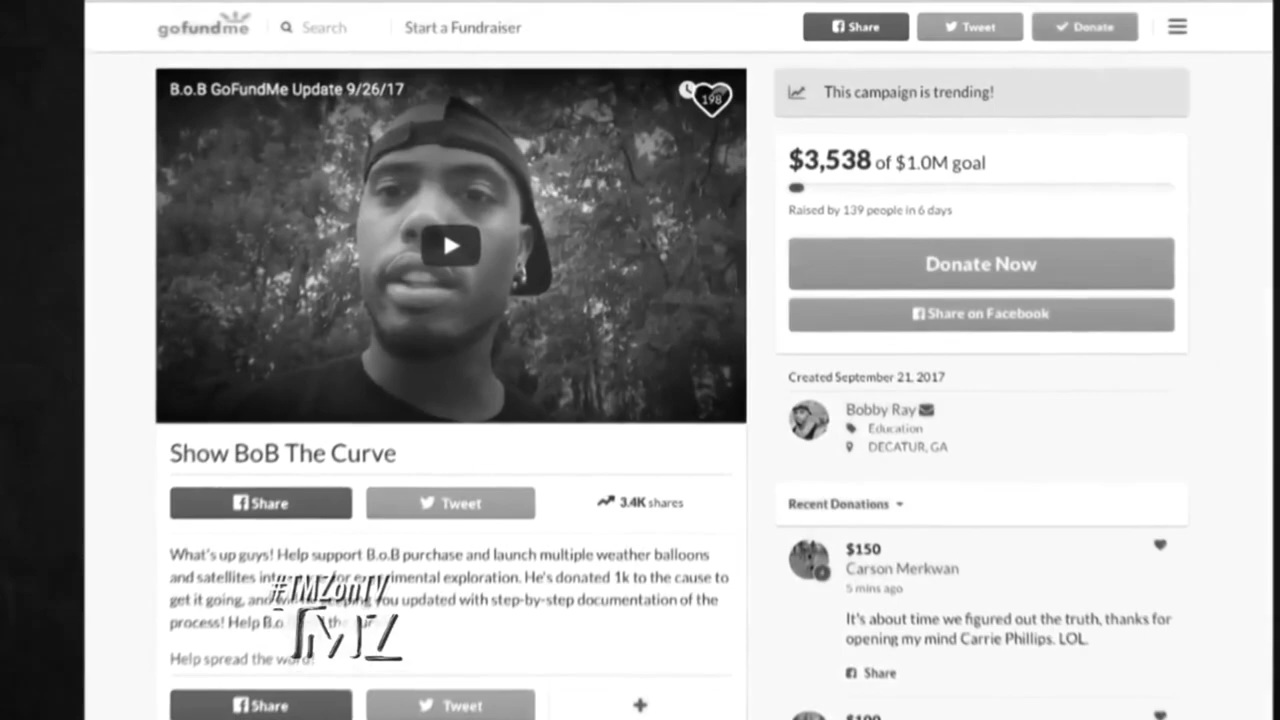 gofundme
Search
Start a Fundraiser
Share
Tweet
Donate
B.o.B GoFundMe Update 9/26/17
198
This campaign is trending!
$3,538 of $1.0M goal
Raised by 139 people in 6 days
Donate Now
Share on Facebook
Created September 21, 2017
Bobby Ray
Education
DECATUR, GA
Show BoB The Curve
Share
Tweet
3.4K shares
What's up guys! Help support B.o.B purchase and launch multiple weather balloons
and satellites for experimental exploration. He's donated 1k to the cause to
get it going, and you updated with step-by-step documentation of the
process! Help B.o the
Help spread the word!
#TMZonTV
TMZ
Share
Tweet
Recent Donations
$150
Carson Merkwan
5 mins ago
It's about time we figured out the truth, thanks for
opening my mind Carrie Phillips. LOL.
Share
$100